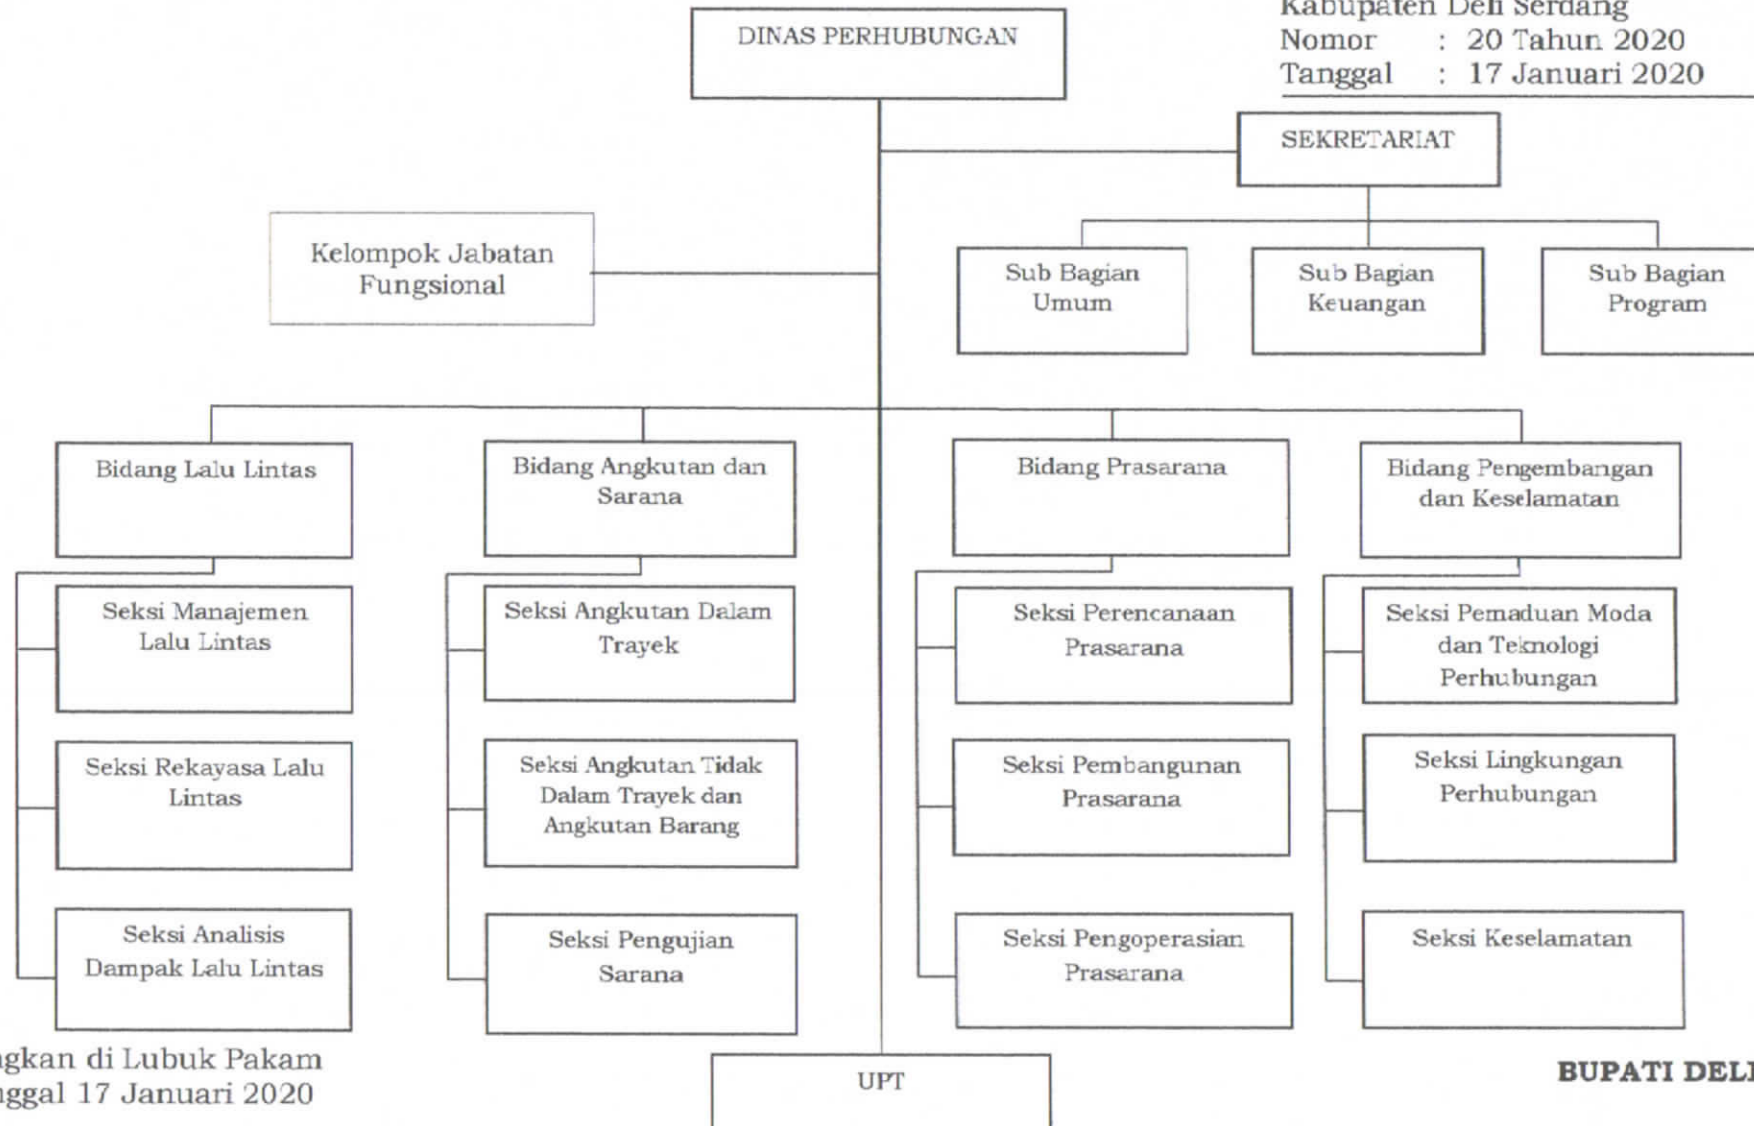 Kabupaten Deli Serdang
Nomor : 20 Tahun 2020
Tanggal : 17 Januari 2020
DINAS PERHUBUNGAN
SEKRETARIAT
Kelompok Jabatan
Fungsional
Sub Bagian
Umum
Sub Bagian
Keuangan
Sub Bagian
Program
Bidang Lalu Lintas
Bidang Angkutan dan
Sarana
Bidang Prasarana
Bidang Pengembangan
dan Keselamatan
Seksi Manajemen
Lalu Lintas
Seksi Angkutan Dalam
Trayek
Seksi Perencanaan
Prasarana
Seksi Pemaduan Moda
dan Teknologi
Perhubungan
Seksi Rekayasa Lalu
Lintas
Seksi Angkutan Tidak
Dalam Trayek dan
Angkutan Barang
Seksi Pembangunan
Prasarana
Seksi Lingkungan
Perhubungan
Seksi Analisis
Dampak Lalu Lintas
Seksi Pengujian
Sarana
Seksi Pengoperasian
Prasarana
Seksi Keselamatan
ngkan di Lubuk Pakam
nggal 17 Januari 2020
UPT
BUPATI DELI